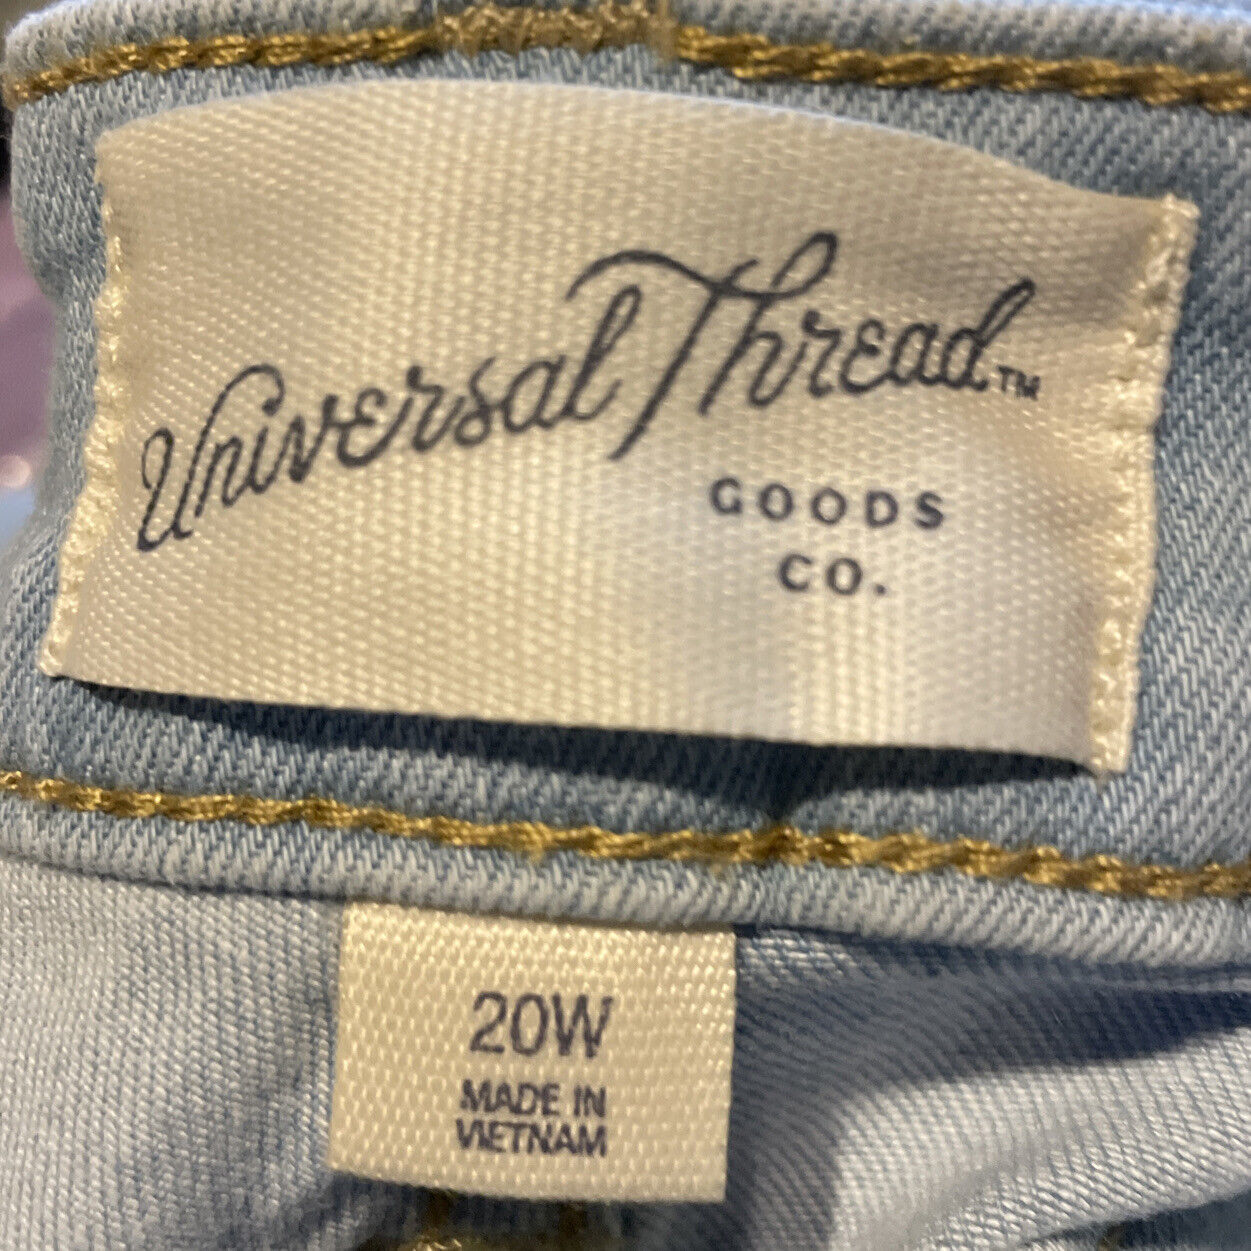 Universal Thread™
GOODS
CO.
20W
MADE IN
VIETNAM